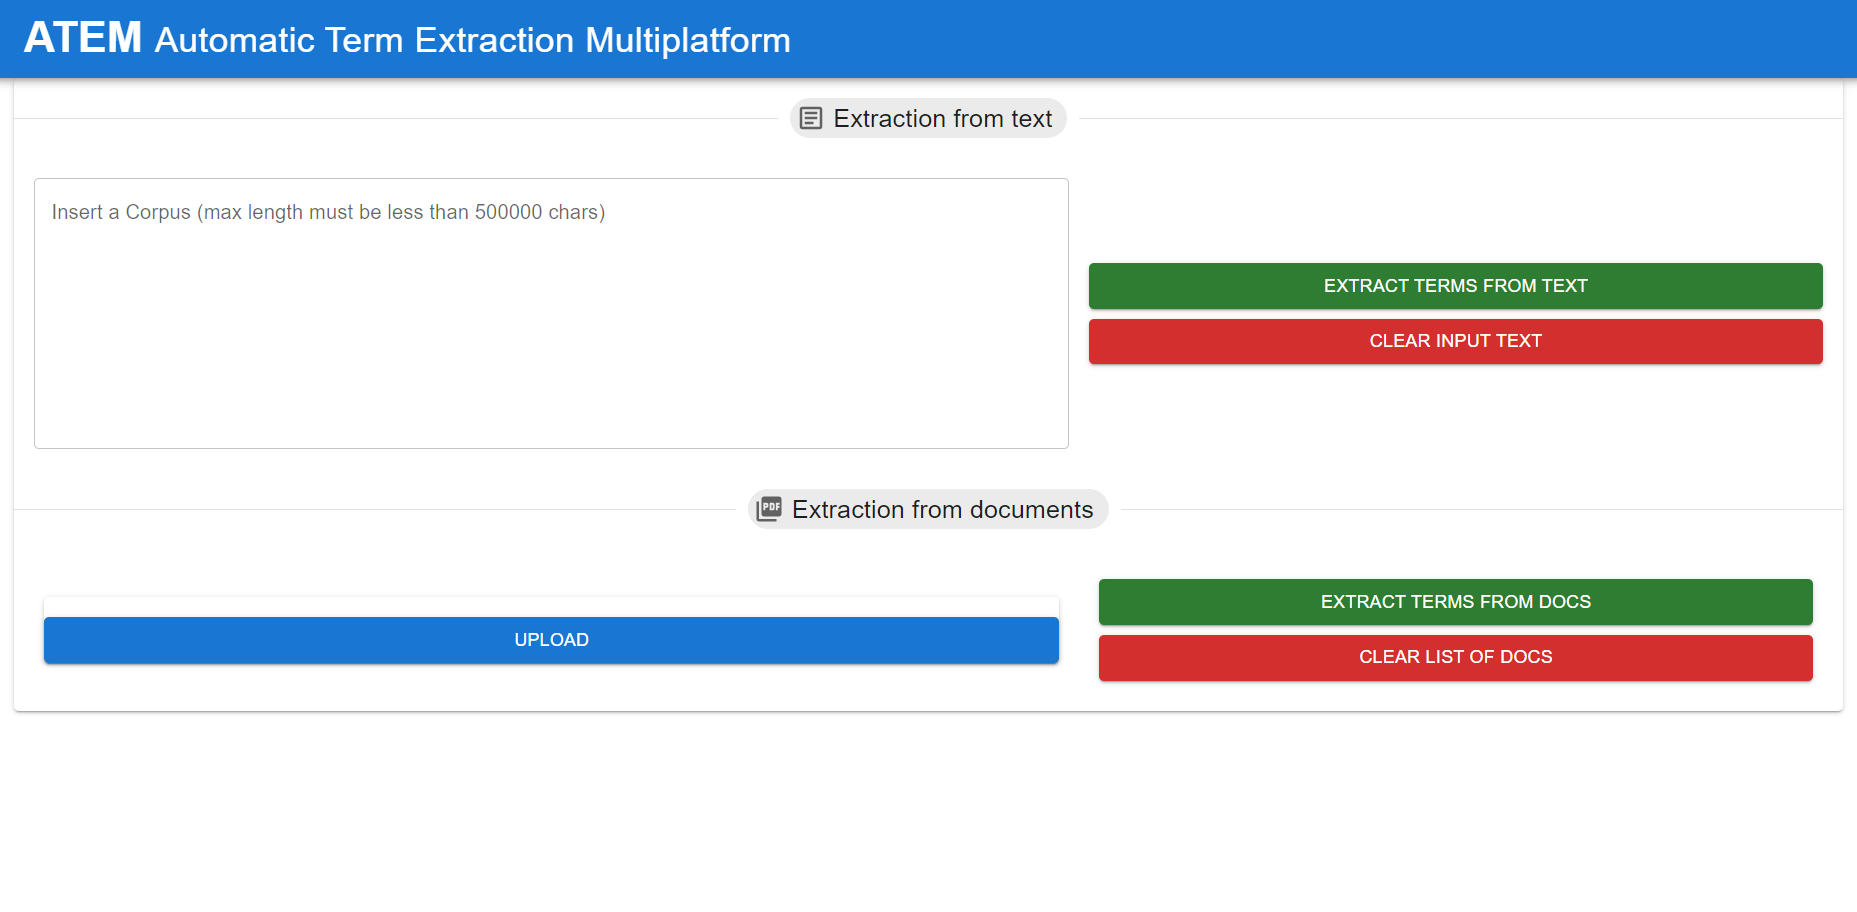 ATEM Automatic Term Extraction Multiplatform
Extraction from text
Insert a Corpus (max length must be less than 500000 chars)
EXTRACT TERMS FROM TEXT
CLEAR INPUT TEXT
PDF Extraction from documents
UPLOAD
EXTRACT TERMS FROM DOCS
CLEAR LIST OF DOCS